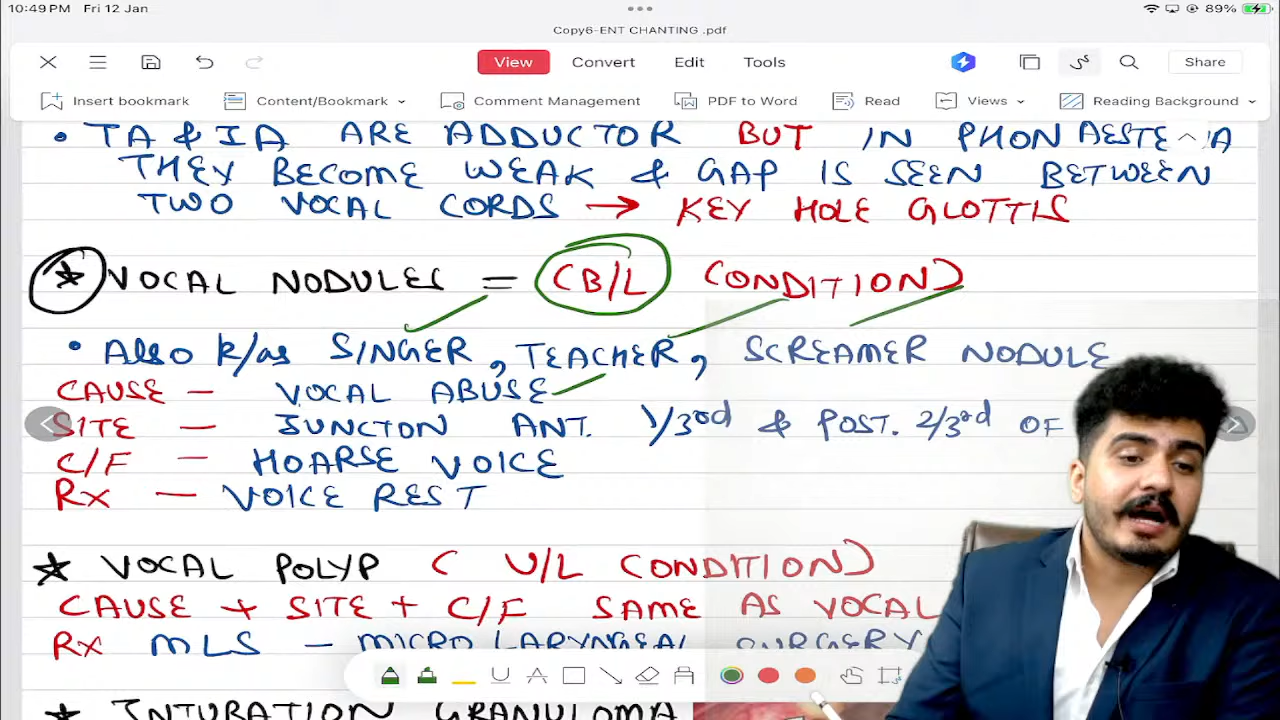 10:49 PM Fri 12 Jan 89%
Copy6-ENT CHANTING .pdf
View Convert Edit Tools Share
Insert bookmark Content/Bookmark Comment Management PDF to Word Read Views Reading Background
• TA & IA ARE ADDUCTOR BUT IN
THEY BECOME WEAK & GAP IS SEEN BETWEEN
TWO VOCAL CORDS → KEY HOLE GLOTTIS
* VOCAL NODULES = (B/L CONDITION)
• Also k/as SINGER, TEACHER, SCREAMER NODULE
CAUSE - VOCAL ABUSE
SITE - JUNCTON ANT. 1/3rd & POST. 2/3rd OF
C/F - HOARSE VOICE
Rx - VOICE REST
* VOCAL POLYP ( U/L CONDITION)
CAUSE + SITE + C/F SAME AS VOCAL
Rx MLS - MICRO LARYNGEAL SURGERY
* INTUBATION GRANULOMA